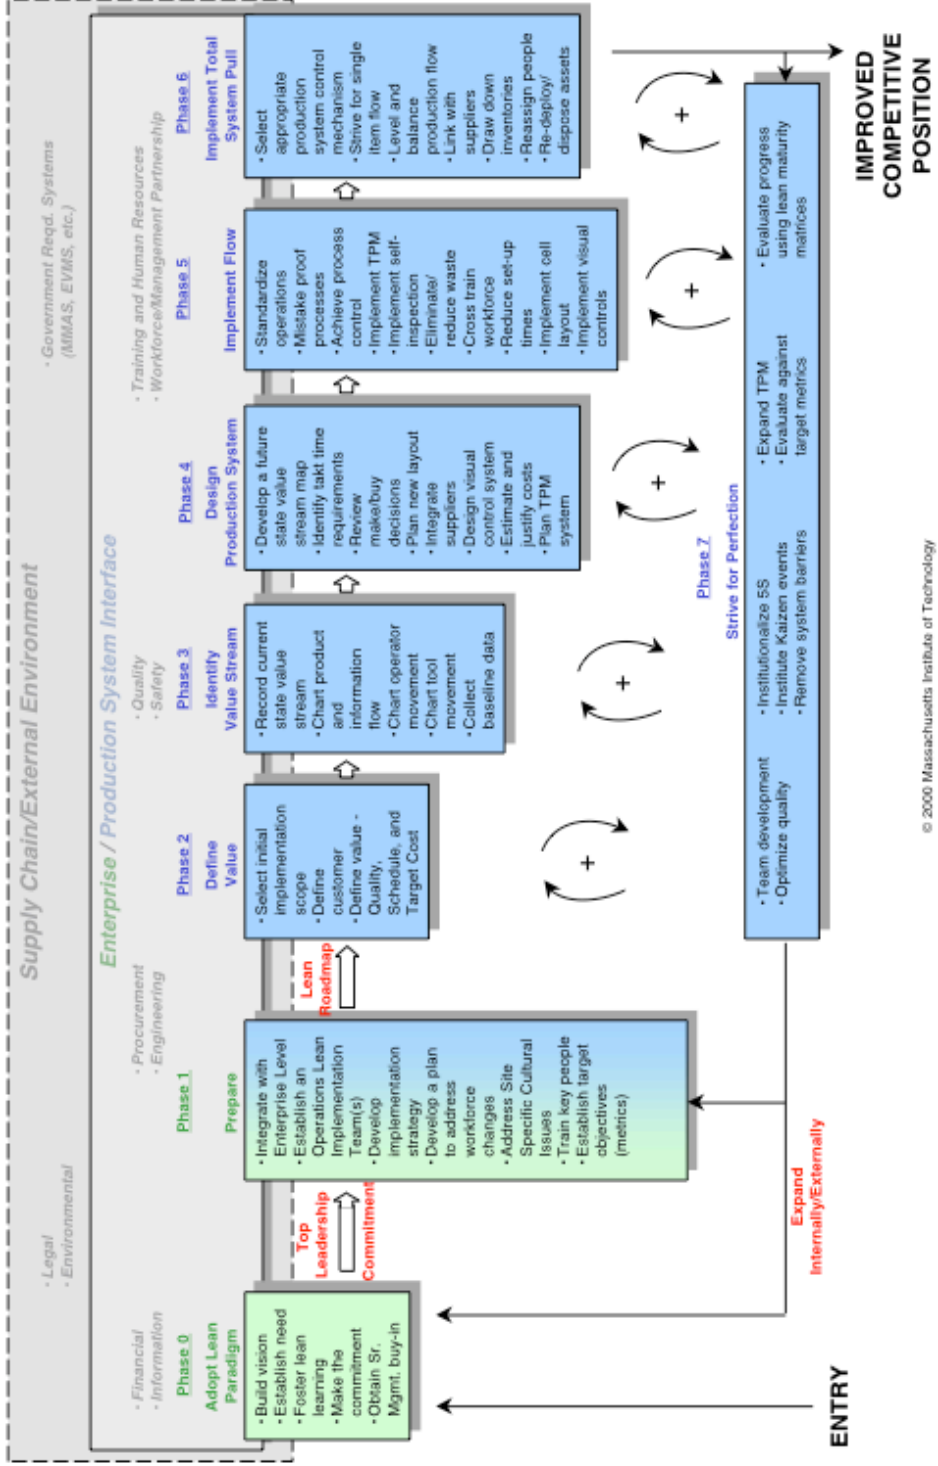 Supply Chain/External Environment
· Legal
· Environmental
· Government Reqd. Systems
(MMAS, EVMS, etc.)
Enterprise / Production System Interface
· Financial
· Information
· Procurement
· Engineering
· Quality
· Safety
· Training and Human Resources
· Workforce/Management Partnership
Phase 0
Adopt Lean
Paradigm
· Build vision
· Establish need
· Foster lean
learning
· Make the
commitment
· Obtain Sr.
Mgmt. buy-in
Top
Leadership
Commitment
Phase 1
Prepare
· Integrate with
Enterprise Level
· Establish an
Operations Lean
Implementation
Team(s)
· Develop
implementation
strategy
· Develop a plan
to address
workforce
changes
· Address Site
Specific Cultural
Issues
· Train key people
· Establish target
objectives
(metrics)
Lean
Roadmap
Phase 2
Define
Value
· Select initial
implementation
scope
· Define
customer
· Define value -
Quality,
Schedule, and
Target Cost
Phase 3
Identify
Value Stream
· Record current
state value
stream
· Chart product
and
information
flow
· Chart operator
movement
· Chart tool
movement
· Collect
baseline data
Phase 4
Design
Production System
· Develop a future
state value
stream map
· Identify takt time
requirements
· Review
make/buy
decisions
· Plan new layout
· Integrate
suppliers
· Design visual
control system
· Estimate and
justify costs
· Plan TPM
system
Phase 5
Implement Flow
· Standardize
operations
· Mistake proof
processes
· Achieve process
control
· Implement TPM
· Implement self-
inspection
· Eliminate/
reduce waste
· Cross train
workforce
· Reduce set-up
times
· Implement cell
layout
· Implement visual
controls
Phase 6
Implement Total
System Pull
· Select
appropriate
production
system control
mechanism
· Strive for single
item flow
· Level and
balance
production flow
· Link with
suppliers
· Draw down
inventories
· Reassign people
· Re-deploy/
dispose assets
+
+
+
+
+
Phase 7
Strive for Perfection
· Team development
· Optimize quality
· Institutionalize 5S
· Institute Kaizen events
· Remove system barriers
· Expand TPM
· Evaluate against
target metrics
· Evaluate progress
using lean maturity
matrices
Expand
Internally/Externally
ENTRY
IMPROVED
COMPETITIVE
POSITION
© 2000 Massachusetts Institute of Technology